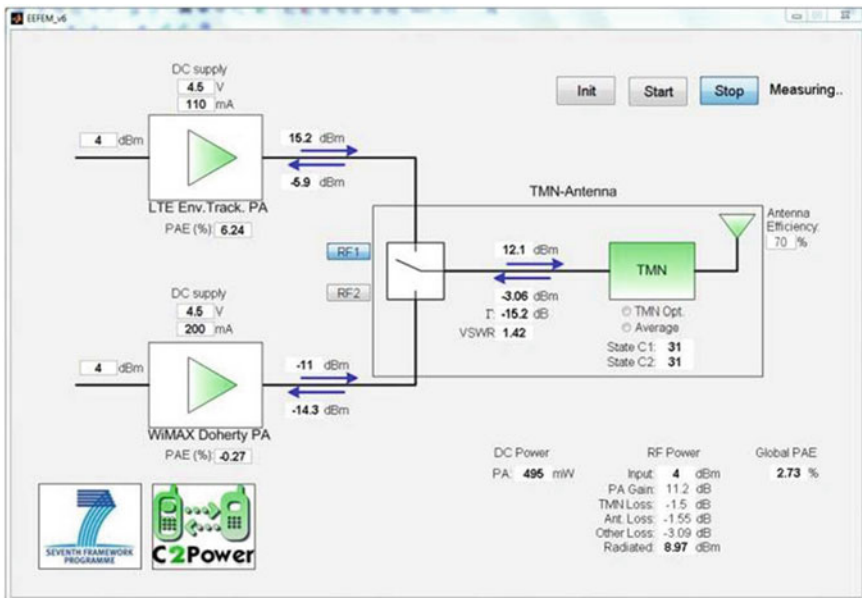 EEFEM_v6
DC supply
4.5 V
110 mA
Init Start Stop Measuring..
4 dBm
15.2 dBm
-5.9 dBm
LTE Env.Track. PA
PAE (%): 6.24
TMN-Antenna
Antenna
Efficiency:
70 %
RF1
RF2
12.1 dBm
-3.06 dBm
Γ: -15.2 dB
VSWR 1.42
TMN
TMN Opt.
Average
State C1: 31
State C2: 31
DC supply
4.5 V
200 mA
4 dBm
-11 dBm
-14.3 dBm
WiMAX Doherty PA
PAE (%): -0.27
DC Power
PA: 495 mW
RF Power
Input: 4 dBm
PA Gain: 11.2 dB
TMN Loss: -1.5 dB
Ant. Loss: -1.55 dB
Other Loss: -3.09 dB
Radiated: 8.97 dBm
Global PAE
2.73 %
7
SEVENTH FRAMEWORK
PROGRAMME
C2Power